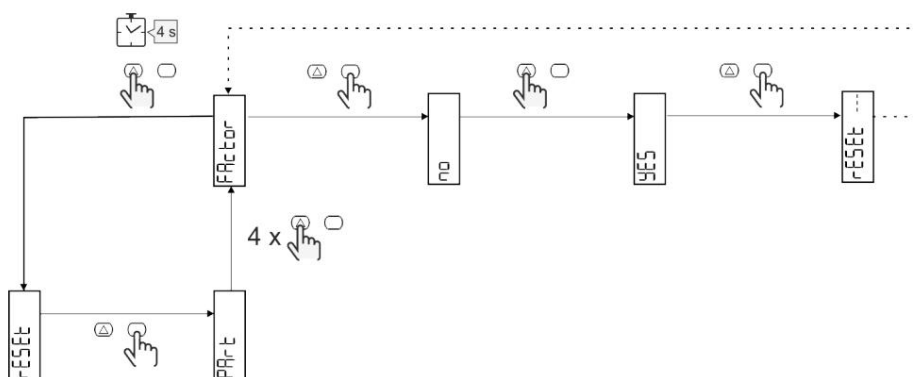 4 s
FActor
no
YES
rESEt ---
4 x
rESEt
PArt